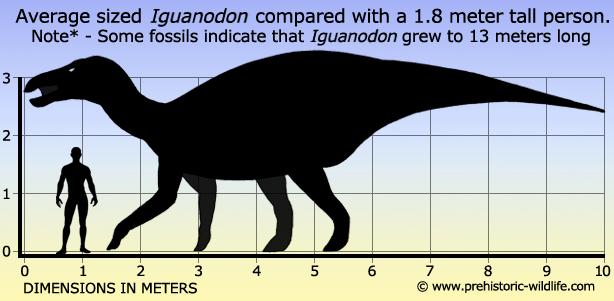 Average sized Iguanodon compared with a 1.8 meter tall person.
Note* - Some fossils indicate that Iguanodon grew to 13 meters long
3
2
1
0
0 1 2 3 4 5 6 7 8 9 10
DIMENSIONS IN METERS © www.prehistoric-wildlife.com